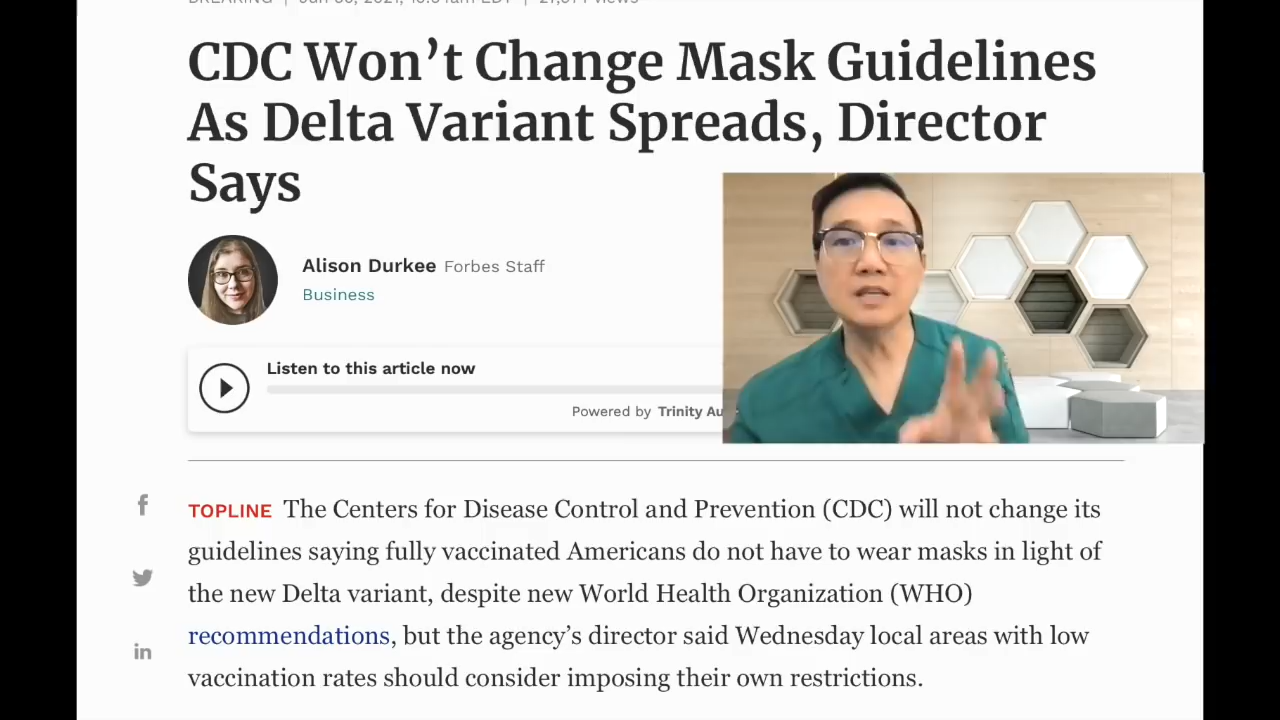 CDC Won’t Change Mask Guidelines
As Delta Variant Spreads, Director
Says
Alison Durkee Forbes Staff
Business
Listen to this article now
Powered by Trinity
TOPLINE The Centers for Disease Control and Prevention (CDC) will not change its
guidelines saying fully vaccinated Americans do not have to wear masks in light of
the new Delta variant, despite new World Health Organization (WHO)
recommendations, but the agency’s director said Wednesday local areas with low
vaccination rates should consider imposing their own restrictions.